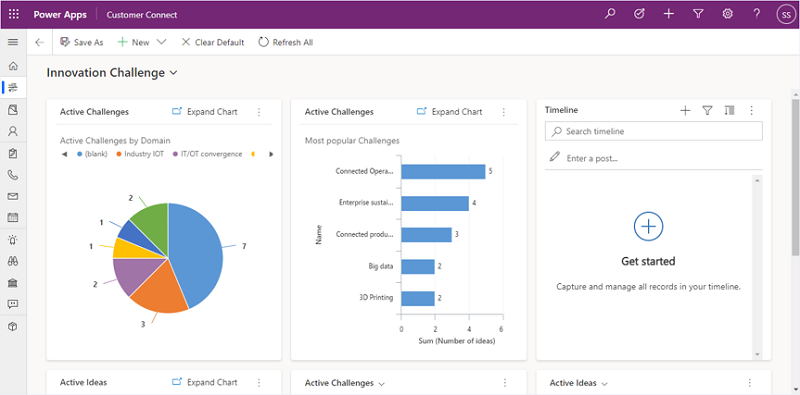 Power Apps Customer Connect SS
Save As New Clear Default Refresh All
Innovation Challenge
Active Challenges Expand Chart
Active Challenges by Domain
(blank) Industry IOT IT/OT convergence
2
1
1
2
3
7
Active Challenges Expand Chart
Most popular Challenges
Name
Connected Opera... 5
Enterprise sustai... 4
Connected produ... 3
Big data 2
3D Printing 2
0 2 4 6
Sum (Number of ideas)
Timeline
Search timeline
Enter a post...
Get started
Capture and manage all records in your timeline.
Active Ideas Expand Chart
Active Challenges
Active Ideas